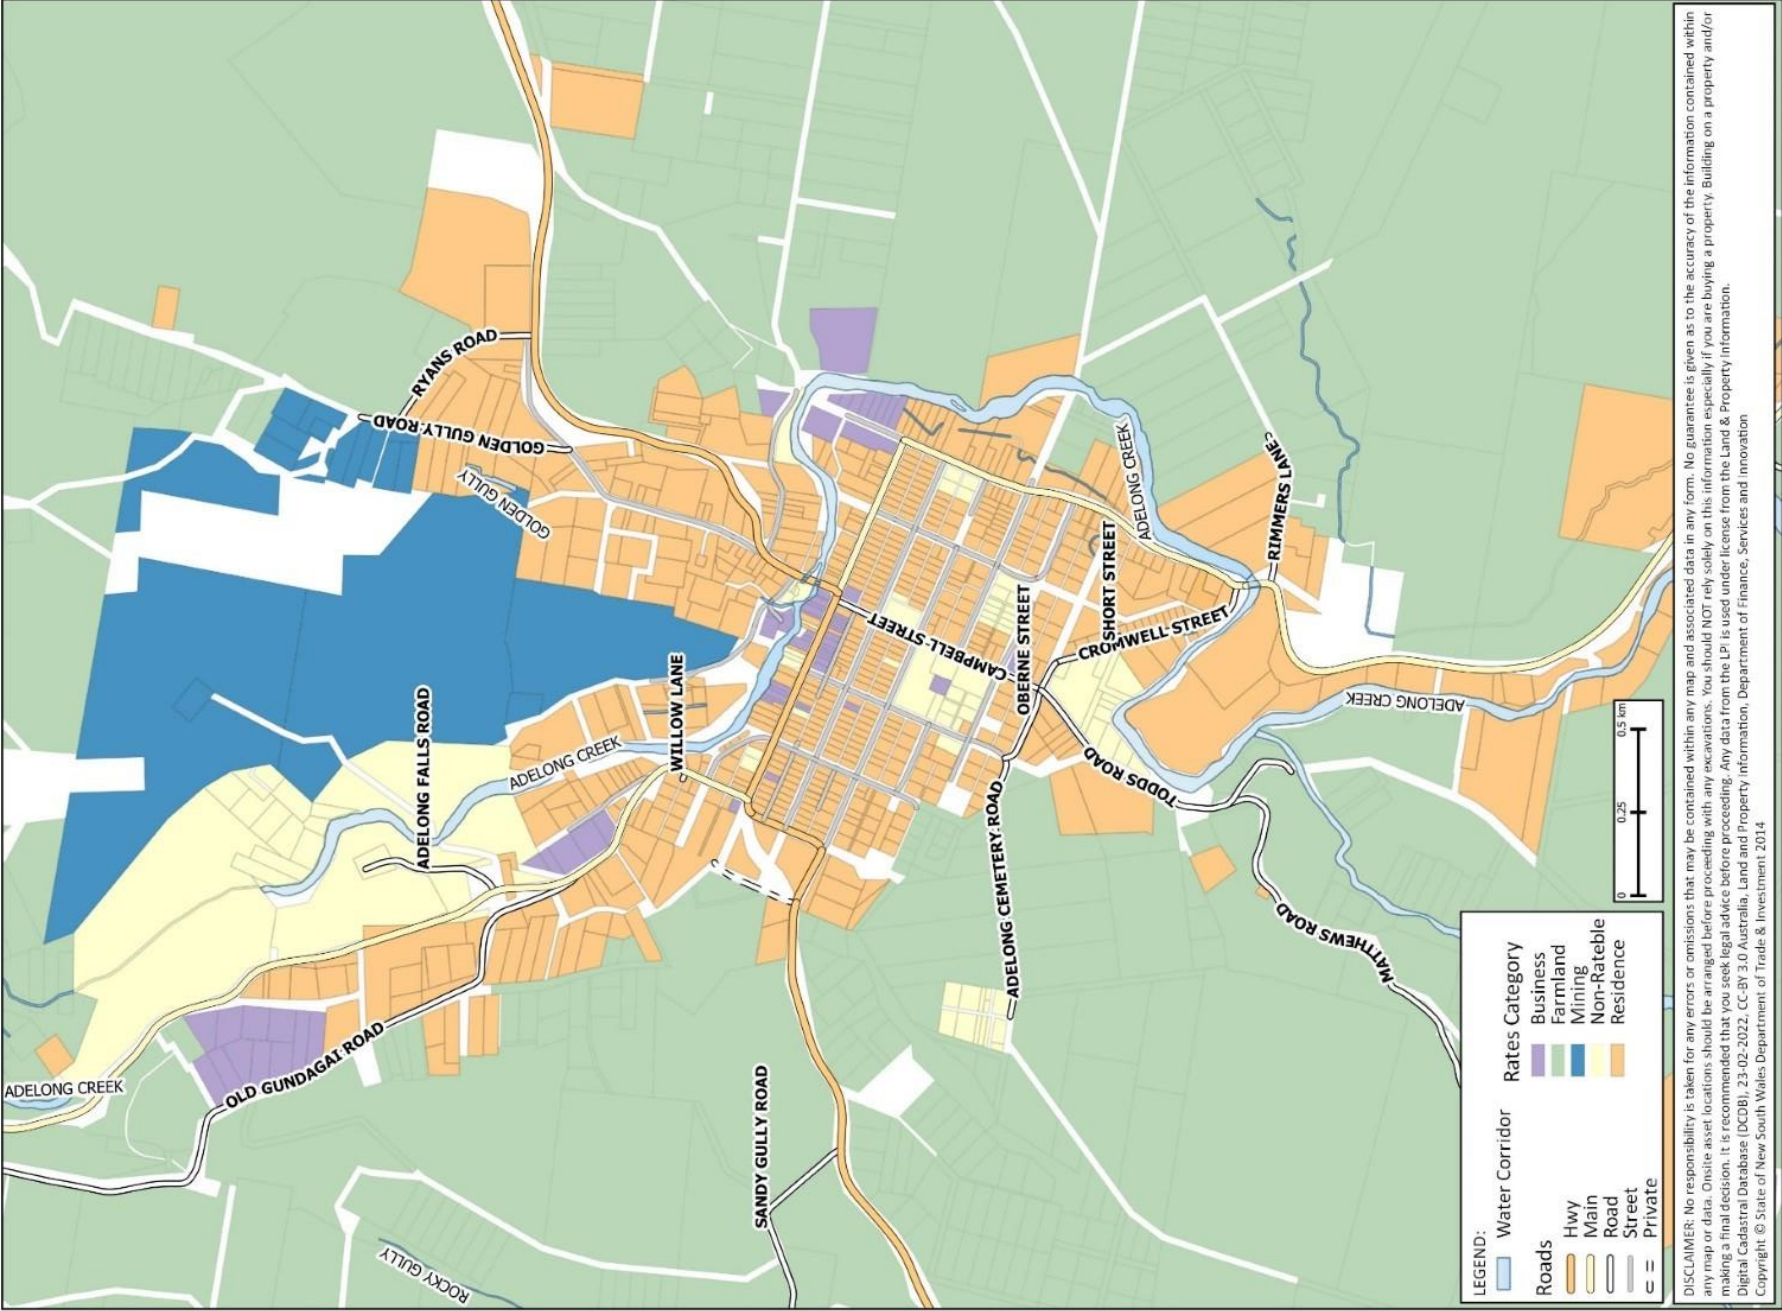 ADELONG CREEK
ROCKY GULLY
OLD GUNDAGAI ROAD
ADELONG FALLS ROAD
GOLDEN GULLY ROAD
RYANS ROAD
GOLDEN GULLY
ADELONG CREEK
WILLOW LANE
SANDY GULLY ROAD
CAMPBELL STREET
ADELONG CEMETERY ROAD
OBERNE STREET
SHORT STREET
ADELONG CREEK
TODDS ROAD
CROMWELL STREET
RIMMERS LANE
MATTHEWS ROAD
ADELONG CREEK
LEGEND:
Water Corridor
Roads
Hwy
Main
Road
Street
Private
Rates Category
Business
Farmland
Mining
Non-Rateble
Residence
0 0.25 0.5 km
DISCLAIMER: No responsibility is taken for any errors or omissions that may be contained within any map and associated data in any form. No guarantee is given as to the accuracy of the information contained within
any map or data. Onsite asset locations should be arranged before proceeding with any excavations. You should NOT rely solely on this information especially if you are buying a property. Building on a property and/or
making a final decision. It is recommended that you seek legal advice before proceeding. Any data from the LPI is used under license from the Land & Property Information.
Digital Cadastral Database (DCDB), 23-02-2022, CC-BY 3.0 Australia, Land and Property Information, Department of Finance, Services and Innovation
Copyright © State of New South Wales Department of Trade & Investment 2014